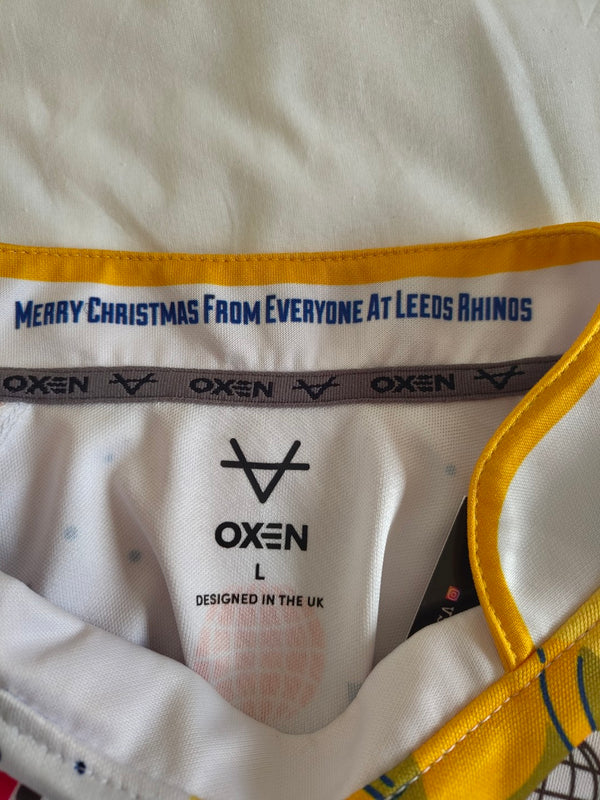 MERRY CHRISTMAS FROM EVERYONE AT LEEDS RHINOS
OXEN OXEN OXEN
OXEN
L
DESIGNED IN THE UK